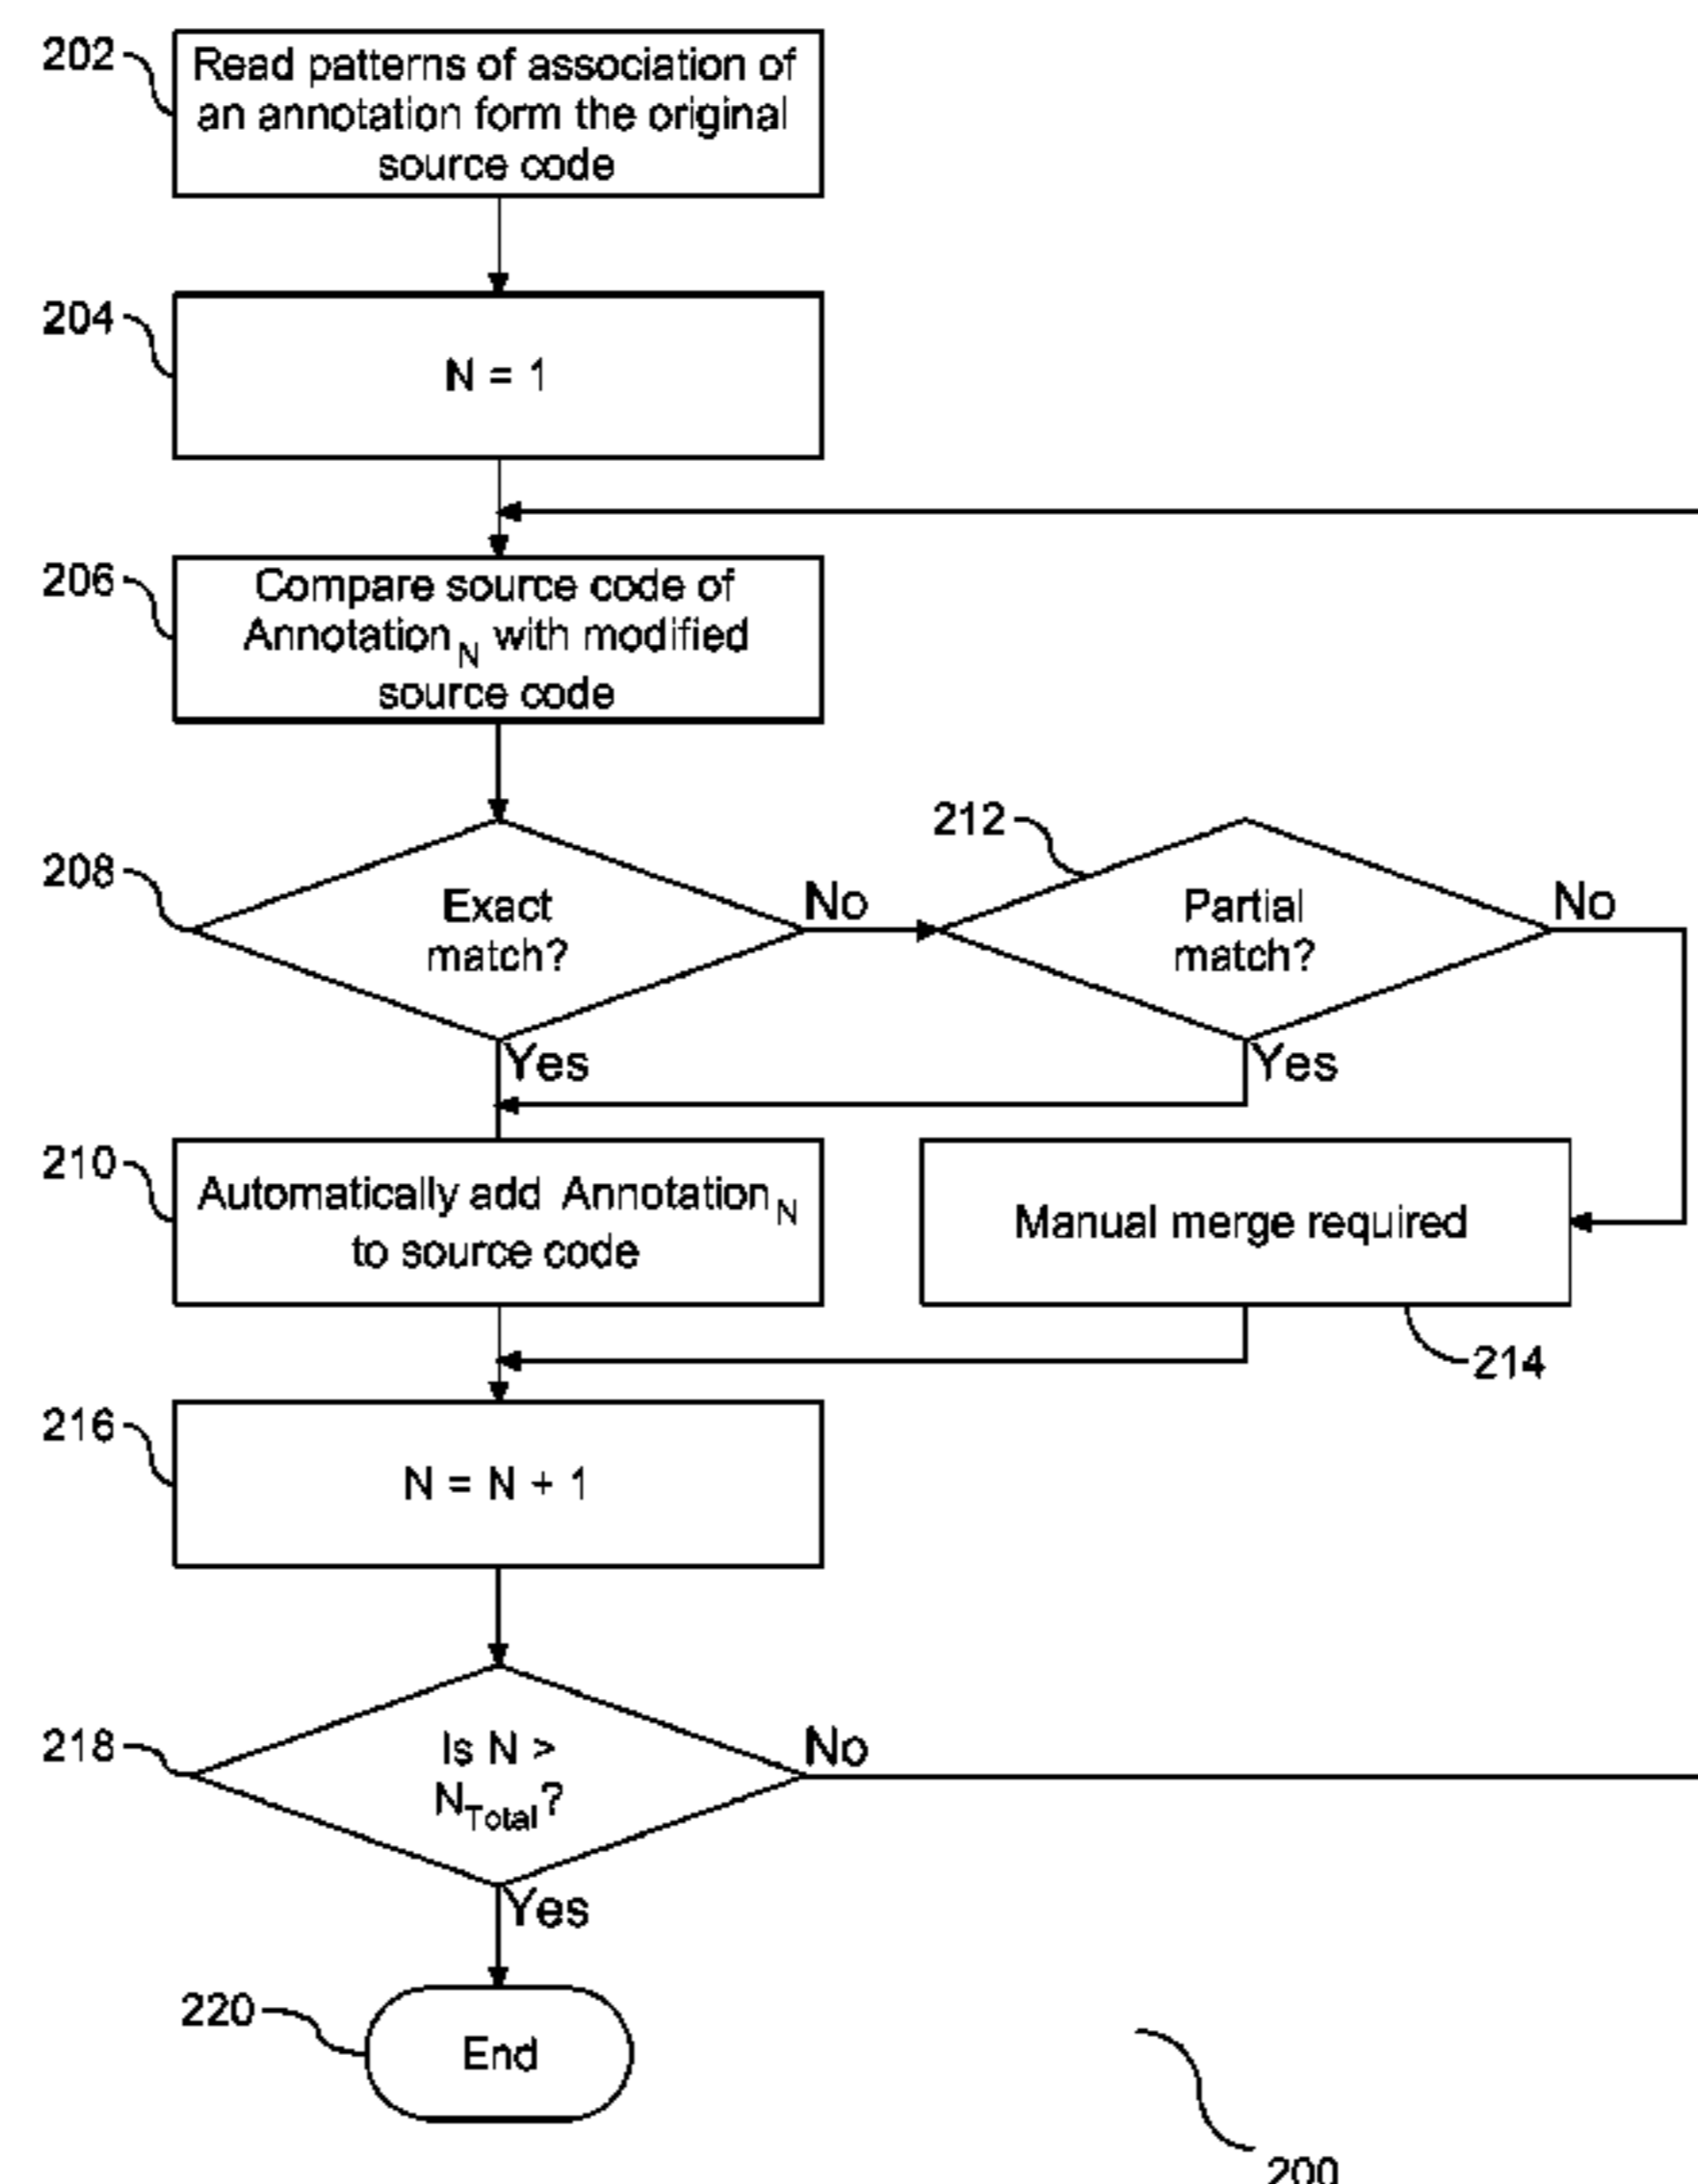 202
Read patterns of association of
an annotation form the original
source code
204
N = 1
206
Compare source code of
Annotation N with modified
source code
208
Exact
match?
No
212
Partial
match?
No
Yes
Yes
210
Automatically add Annotation N
to source code
Manual merge required
214
216
N = N + 1
218
Is N >
NTotal?
No
Yes
220
End
200